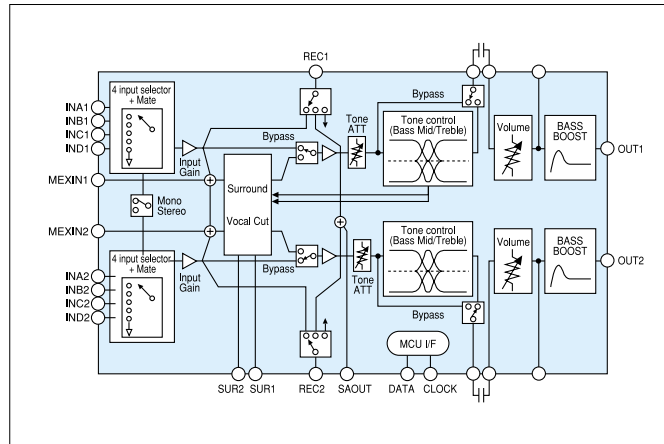 REC1
4 input selector
+ Mate
INA1
INB1
INC1
IND1
Input
Gain
Bypass
Tone
ATT
Bypass
Tone control
(Bass Mid/Treble)
Volume
BASS
BOOST
OUT1
MEXIN1
Mono
Stereo
Surround
Vocal Cut
MEXIN2
4 input selector
+ Mate
INA2
INB2
INC2
IND2
Input
Gain
Bypass
Tone
ATT
Tone control
(Bass Mid/Treble)
Volume
BASS
BOOST
OUT2
Bypass
MCU I/F
SUR2
SUR1
REC2
SAOUT
DATA
CLOCK